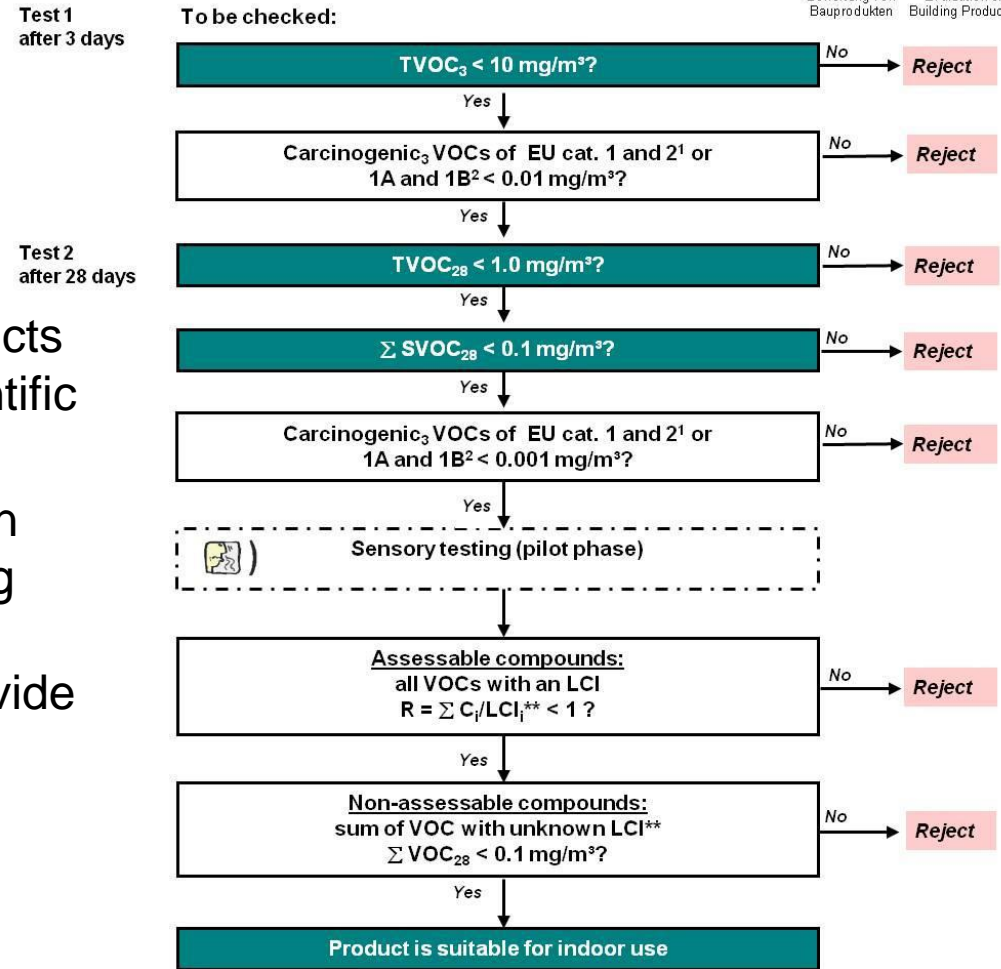 Bauprodukten Building Produc
Test 1
after 3 days
To be checked:
TVOC₃ < 10 mg/m³?
No
Reject
Yes
Carcinogenic₃ VOCs of EU cat. 1 and 2¹ or
1A and 1B² < 0.01 mg/m³?
No
Reject
Yes
Test 2
after 28 days
TVOC₂₈ < 1.0 mg/m³?
No
Reject
Yes
∑ SVOC₂₈ < 0.1 mg/m³?
No
Reject
Yes
Carcinogenic₃ VOCs of EU cat. 1 and 2¹ or
1A and 1B² < 0.001 mg/m³?
No
Reject
Yes
Sensory testing (pilot phase)
Assessable compounds:
all VOCs with an LCI
R = ∑ Cᵢ/LCIᵢ** < 1 ?
No
Reject
Yes
Non-assessable compounds:
sum of VOC with unknown LCI**
∑ VOC₂₈ < 0.1 mg/m³?
No
Reject
Yes
Product is suitable for indoor use
cts
ntific
n
g
vide